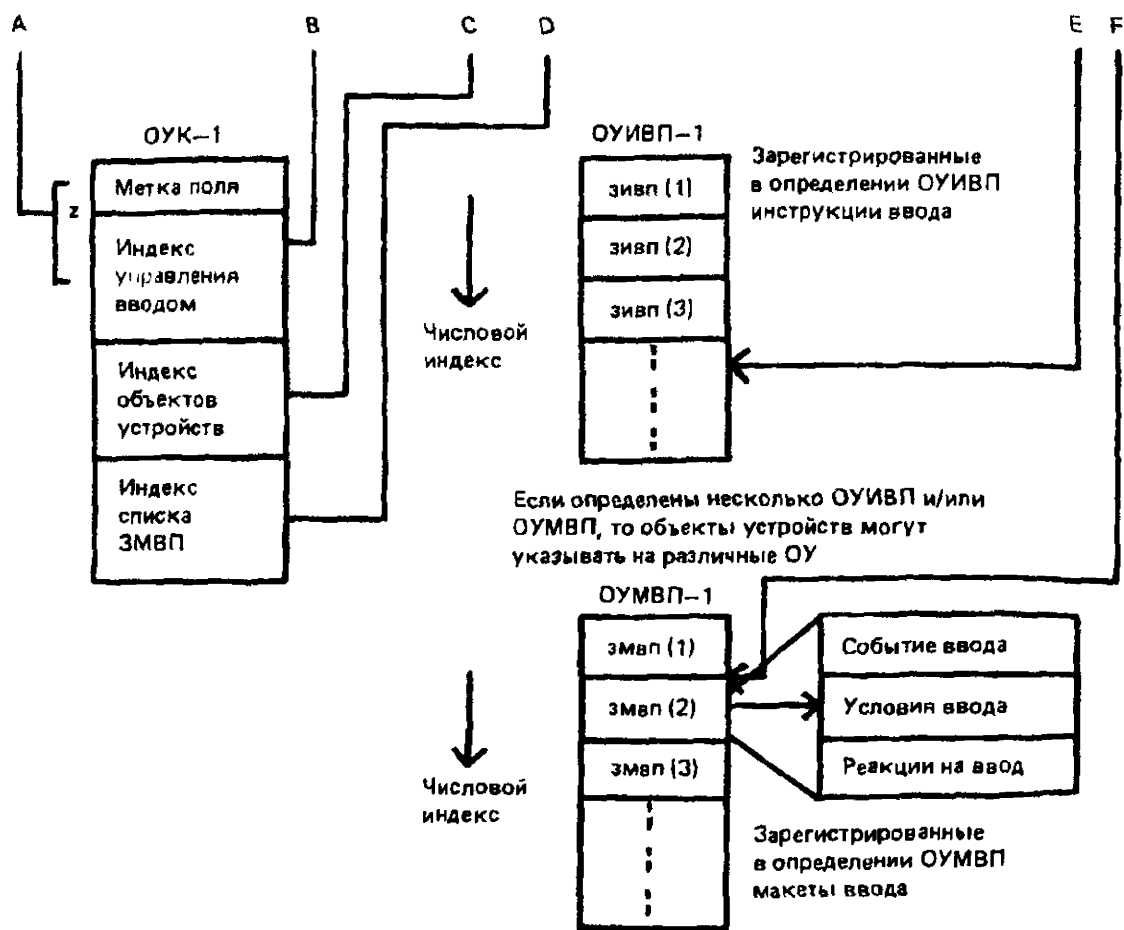 A
B
C
D
E
F
ОУК–1
Метка поля
z
Индекс
управления
вводом
Индекс
объектов
устройств
Индекс
списка
ЗМВП
Числовой
индекс
ОУИВП–1
зивп (1)
зивп (2)
зивп (3)
Зарегистрированные
в определении ОУИВП
инструкции ввода
Если определены несколько ОУИВП и/или
ОУМВП, то объекты устройств могут
указывать на различные ОУ
ОУМВП–1
змвп (1)
змвп (2)
змвп (3)
Событие ввода
Условия ввода
Реакции на ввод
Числовой
индекс
Зарегистрированные
в определении ОУМВП
макеты ввода